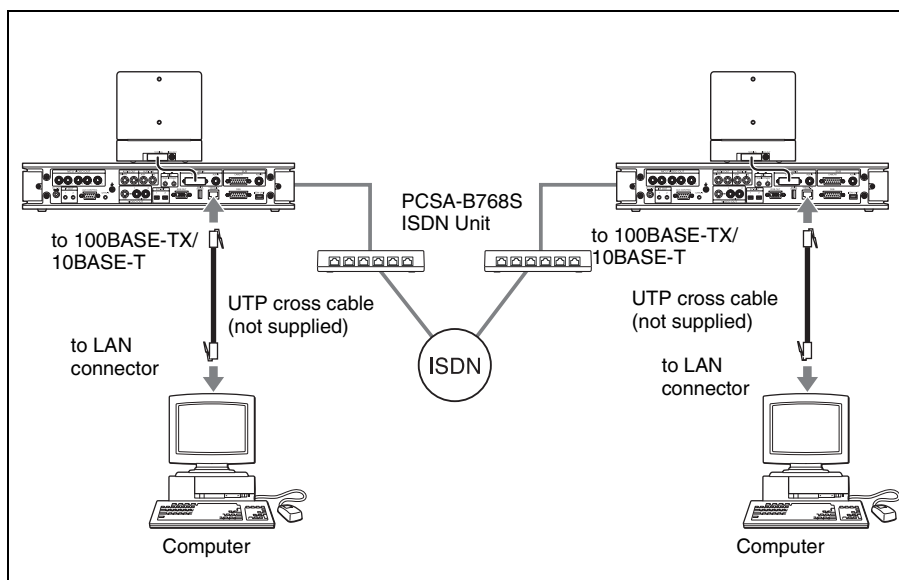 PCSA-B768S
ISDN Unit
to 100BASE-TX/
10BASE-T
to 100BASE-TX/
10BASE-T
UTP cross cable
(not supplied)
UTP cross cable
(not supplied)
to LAN
connector
ISDN
to LAN
connector
Computer
Computer